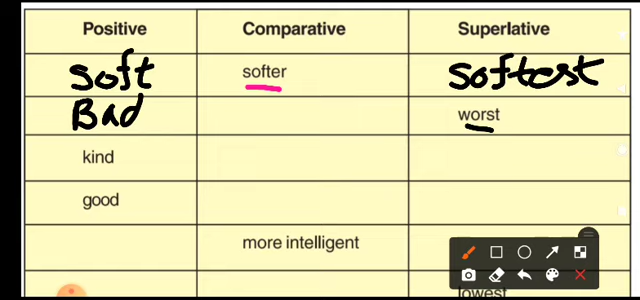 Positive Comparative Superlative
Soft softer Softest
Bad worst
kind
good
more intelligent
lowest